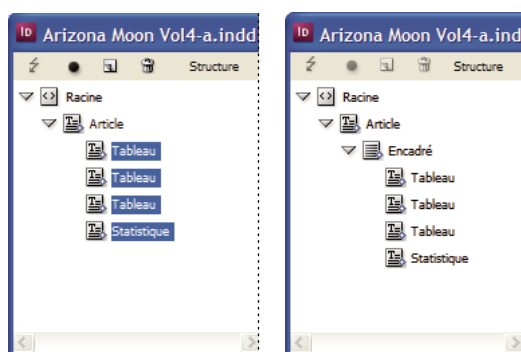 Arizona Moon Vol4-a.indd
Structure
Racine
Article
Tableau
Tableau
Tableau
Statistique
Arizona Moon Vol4-a.indd
Structure
Racine
Article
Encadré
Tableau
Tableau
Tableau
Statistique